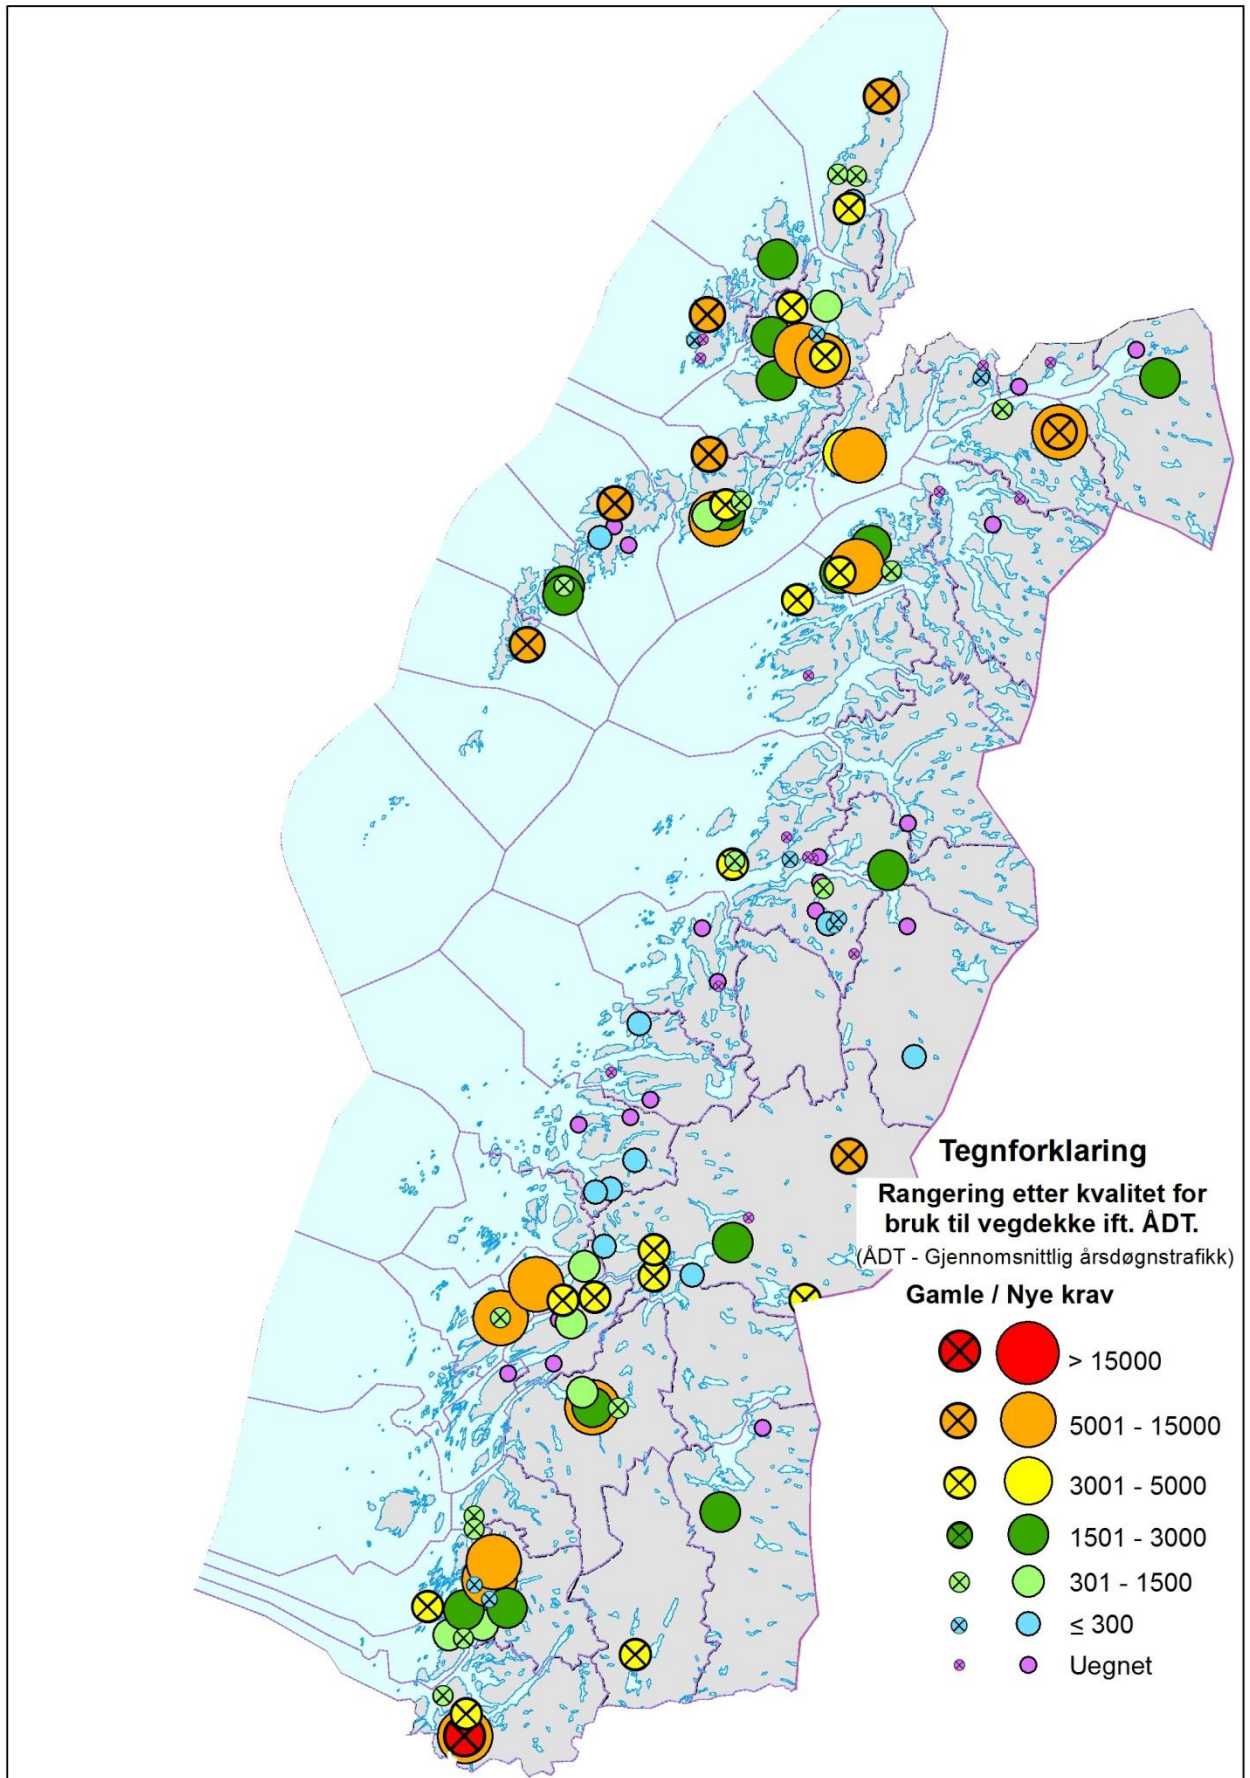 Tegnforklaring
Rangering etter kvalitet for
bruk til vegdekke ift. ÅDT.
(ÅDT - Gjennomsnittlig årsdøgnstrafikk)
Gamle / Nye krav
> 15000
5001 - 15000
3001 - 5000
1501 - 3000
301 - 1500
≤ 300
Uegnet